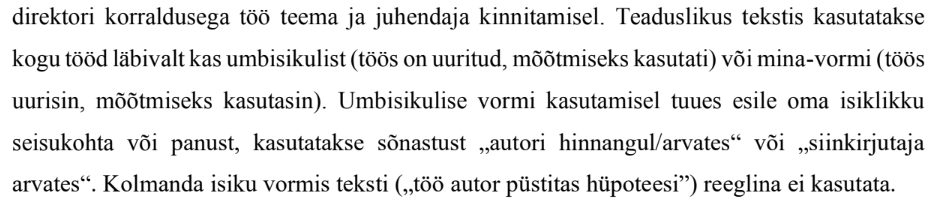 direktori korraldusega töö teema ja juhendaja kinnitamisel. Teaduslikus tekstis kasutatakse
kogu tööd läbivalt kas umbisikulist (töös on uuritud, mõõtmiseks kasutati) või mina-vormi (töös
uurisin, mõõtmiseks kasutasin). Umbisikulise vormi kasutamisel tuues esile oma isiklikku
seisukohta või panust, kasutatakse sõnastust „autori hinnangul/arvates“ või „siinkirjutaja
arvates“. Kolmanda isiku vormis teksti („töö autor püstitas hüpoteesi”) reeglina ei kasutata.